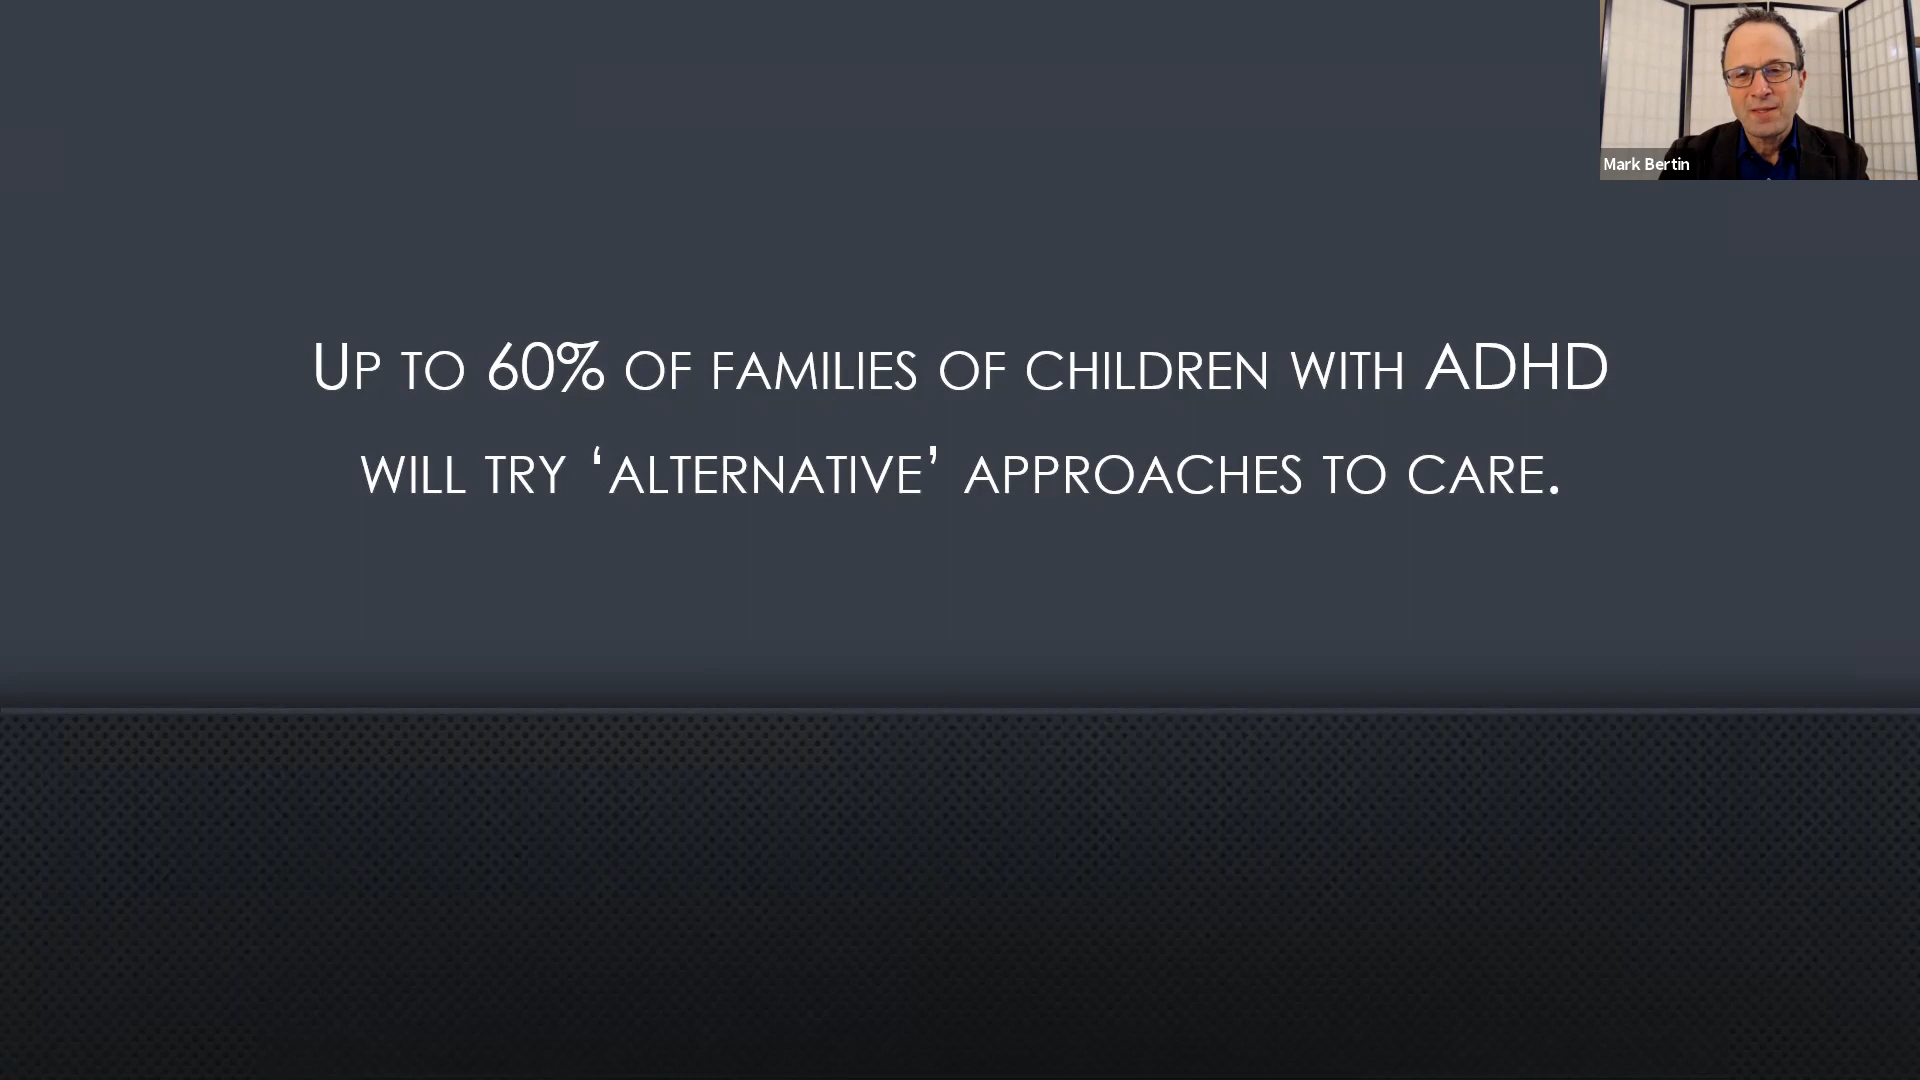 Mark Bertin
UP TO 60% OF FAMILIES OF CHILDREN WITH ADHD
WILL TRY ‘ALTERNATIVE’ APPROACHES TO CARE.